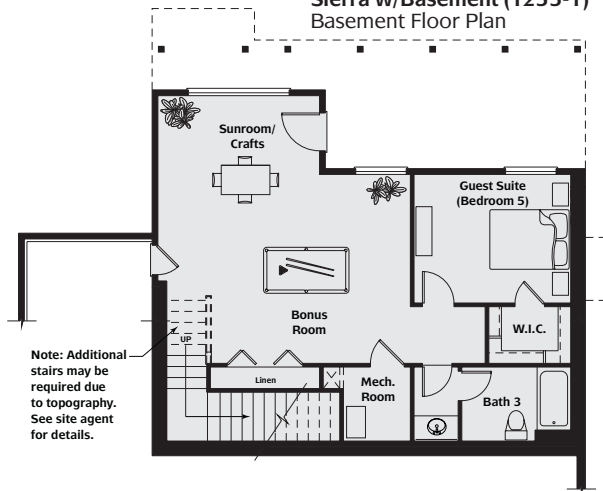 Sierra w/Basement (1255-1)
Basement Floor Plan
Sunroom/
Crafts
Guest Suite
(Bedroom 5)
Bonus
Room
W.I.C.
UP
Note: Additional
stairs may be
required due
to topography.
See site agent
for details.
Linen
Mech.
Room
Bath 3